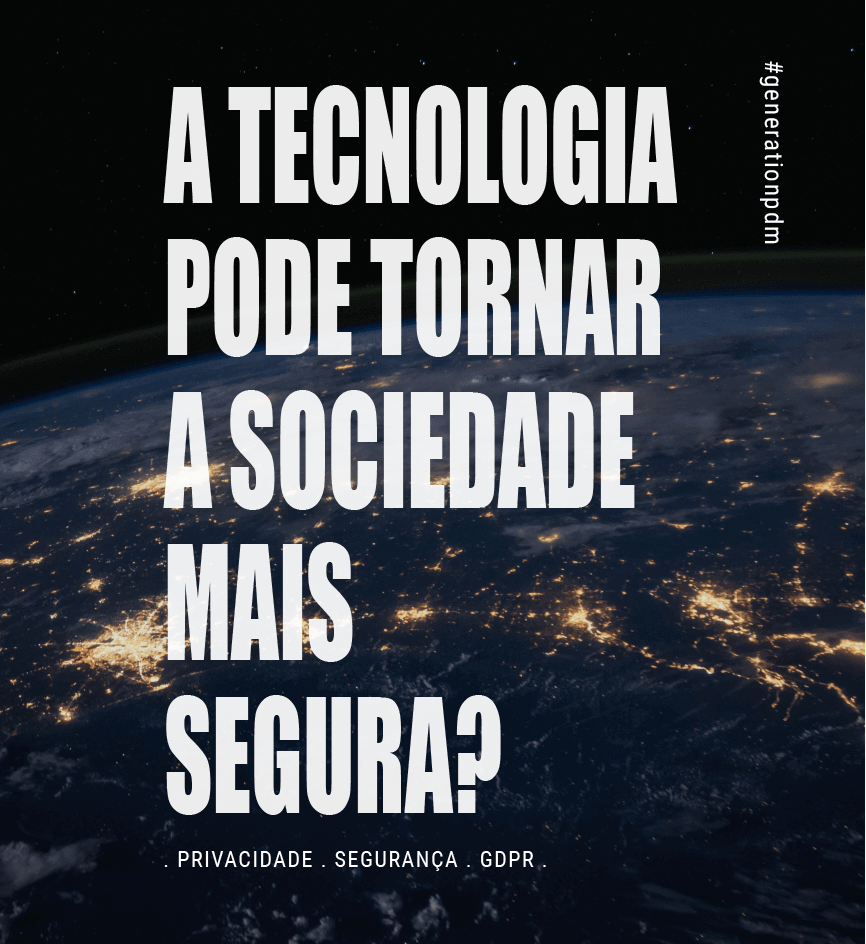 #generationpdm
A TECNOLOGIA
PODE TORNAR
A SOCIEDADE
MAIS
SEGURA?
. PRIVACIDADE . SEGURANÇA . GDPR .